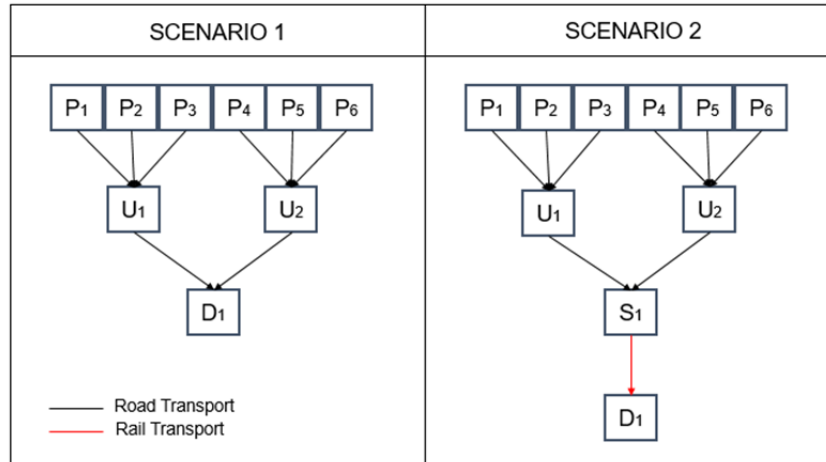 SCENARIO 1
SCENARIO 2
P1 P2 P3 P4 P5 P6
P1 P2 P3 P4 P5 P6
U1 U2
U1 U2
D1
S1
D1
Road Transport
Rail Transport